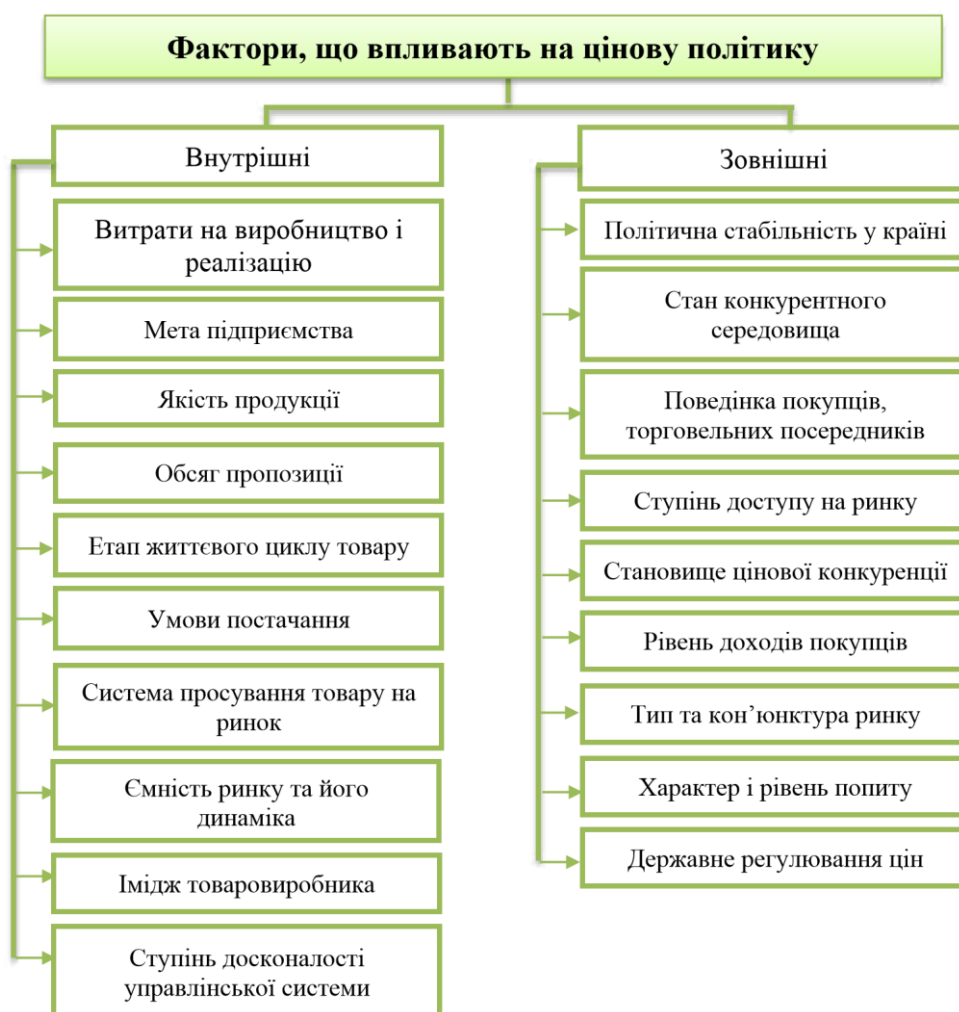 Фактори, що впливають на цінову політику
Внутрішні
Витрати на виробництво і
реалізацію
Мета підприємства
Якість продукції
Обсяг пропозиції
Етап життєвого циклу товару
Умови постачання
Система просування товару на
ринок
Ємність ринку та його
динаміка
Імідж товаровиробника
Ступінь досконалості
управлінської системи
Зовнішні
Політична стабільність у країні
Стан конкурентного
середовища
Поведінка покупців,
торговельних посередників
Ступінь доступу на ринку
Становище цінової конкуренції
Рівень доходів покупців
Тип та кон’юнктура ринку
Характер і рівень попиту
Державне регулювання цін